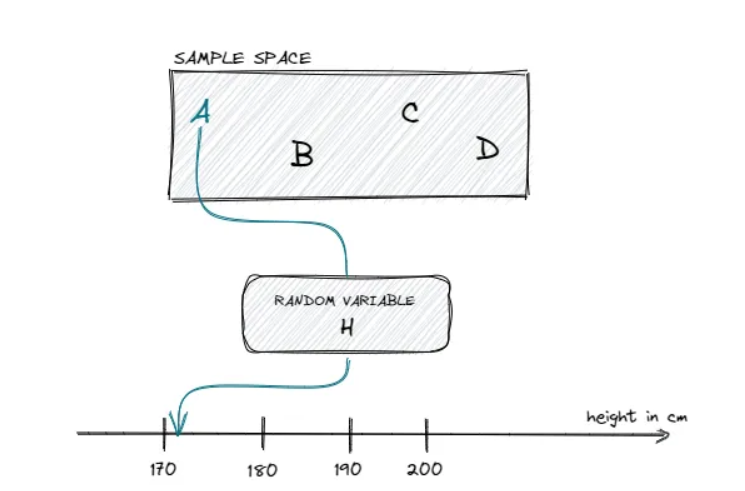 SAMPLE SPACE
A
C
B
D
RANDOM VARIABLE
H
height in cm
170 180 190 200